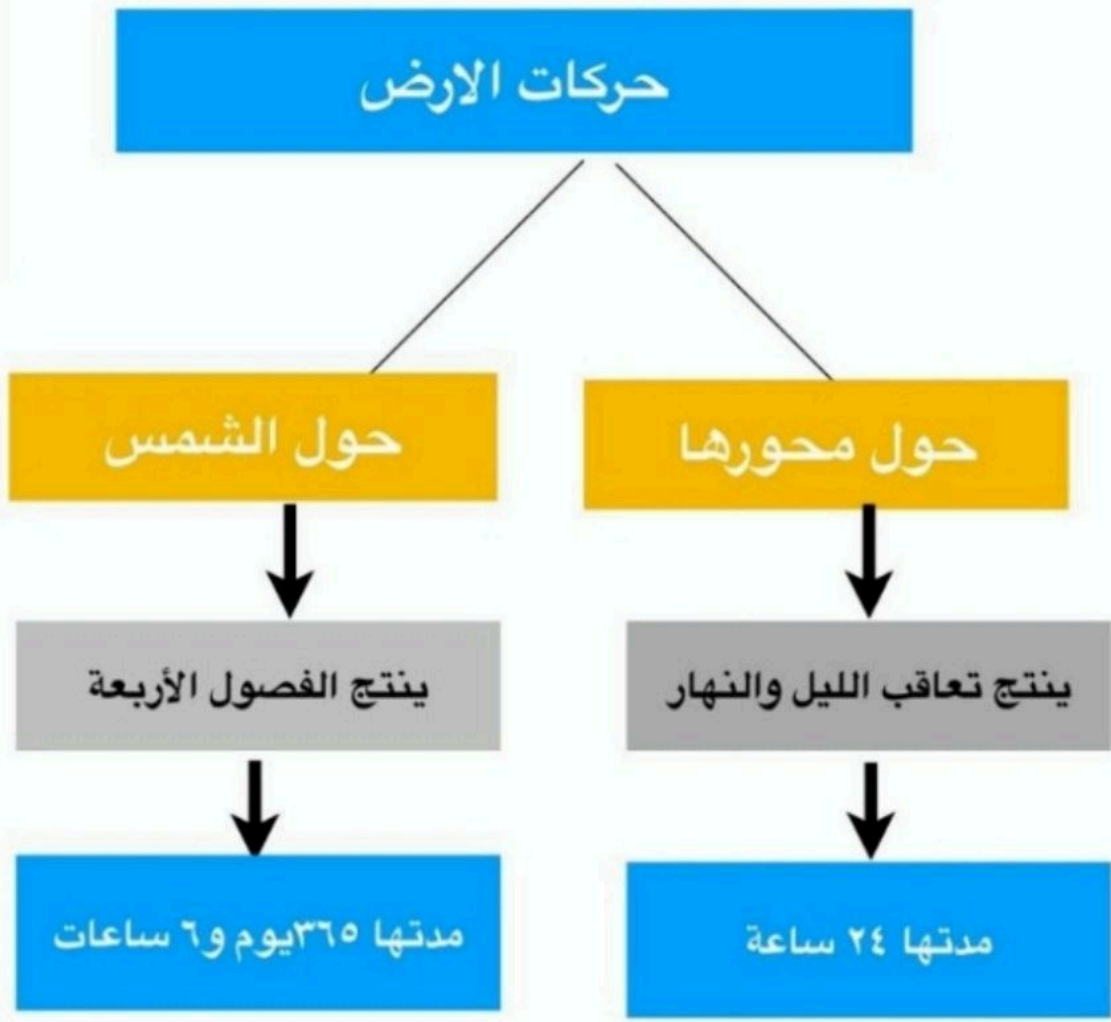 حركات الارض
حول محورها
حول الشمس
ينتج تعاقب الليل والنهار
ينتج الفصول الأربعة
مدتها ٢٤ ساعة
مدتها ٣٦٥يوم و٦ ساعات